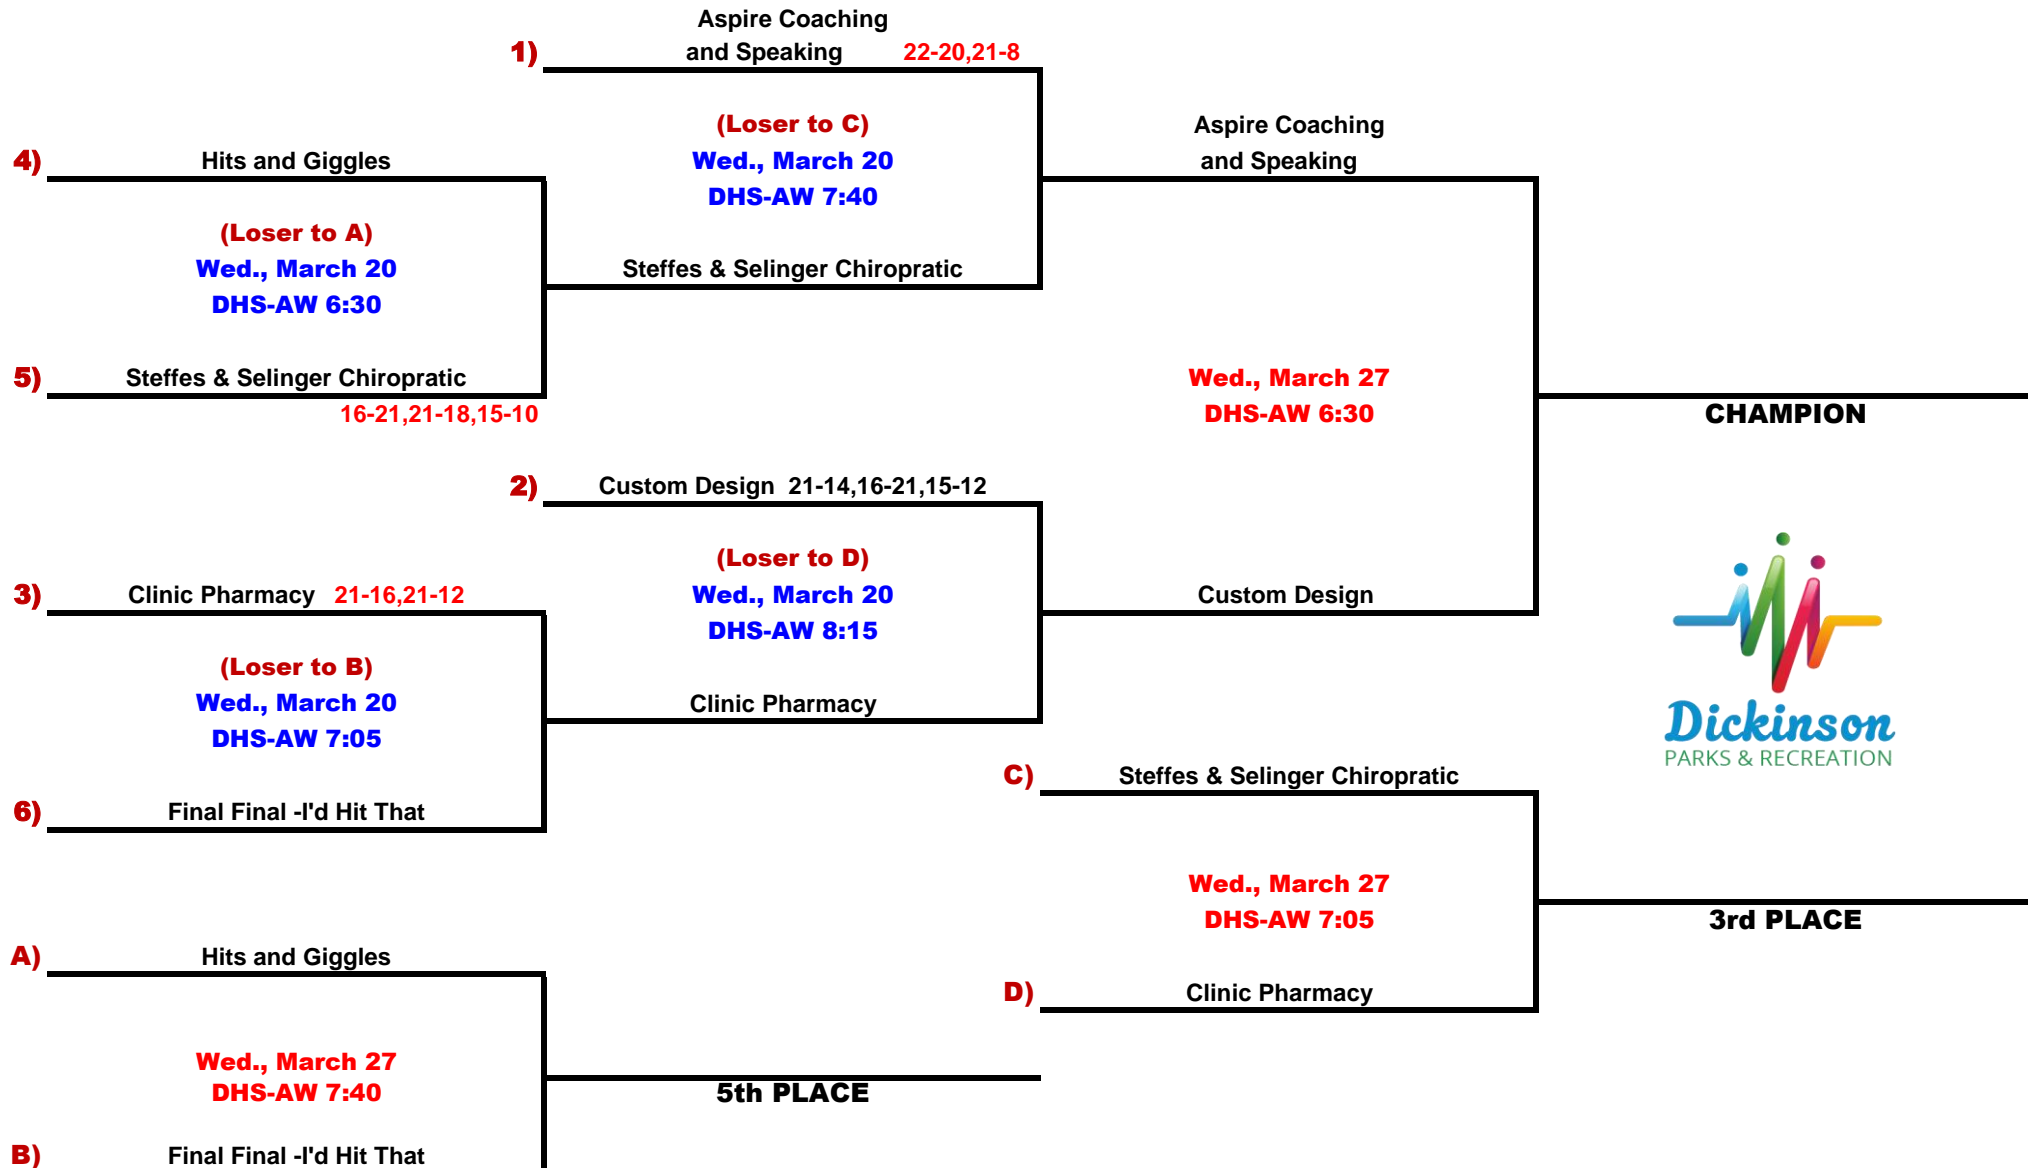 Aspire Coaching
1) and Speaking 22-20,21-8
(Loser to C)
Aspire Coaching
4) Hits and Giggles
Wed., March 20
and Speaking
DHS-AW 7:40
(Loser to A)
Wed., March 20
Steffes & Selinger Chiropratic
DHS-AW 6:30
5) Steffes & Selinger Chiropratic
Wed., March 27
16-21,21-18,15-10
DHS-AW 6:30
CHAMPION
2) Custom Design 21-14,16-21,15-12
(Loser to D)
3) Clinic Pharmacy 21-16,21-12
Wed., March 20
Custom Design
DHS-AW 8:15
(Loser to B)
Wed., March 20
Clinic Pharmacy
DHS-AW 7:05
Dickinson
PARKS & RECREATION
C) Steffes & Selinger Chiropratic
6) Final Final -I'd Hit That
Wed., March 27
DHS-AW 7:05
3rd PLACE
A) Hits and Giggles
D) Clinic Pharmacy
Wed., March 27
DHS-AW 7:40
5th PLACE
B) Final Final -I'd Hit That